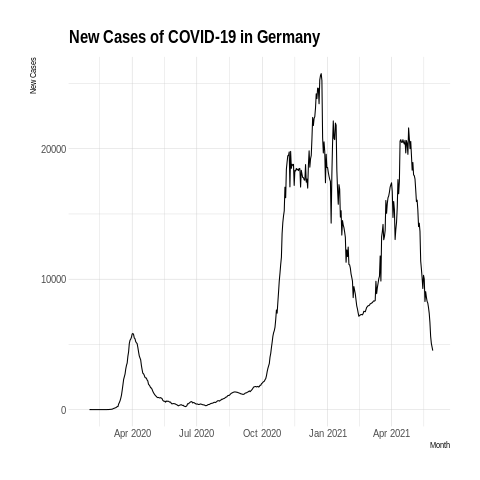 New Cases of COVID-19 in Germany
New Cases
20000
10000
0
Apr 2020 Jul 2020 Oct 2020 Jan 2021 Apr 2021
Month